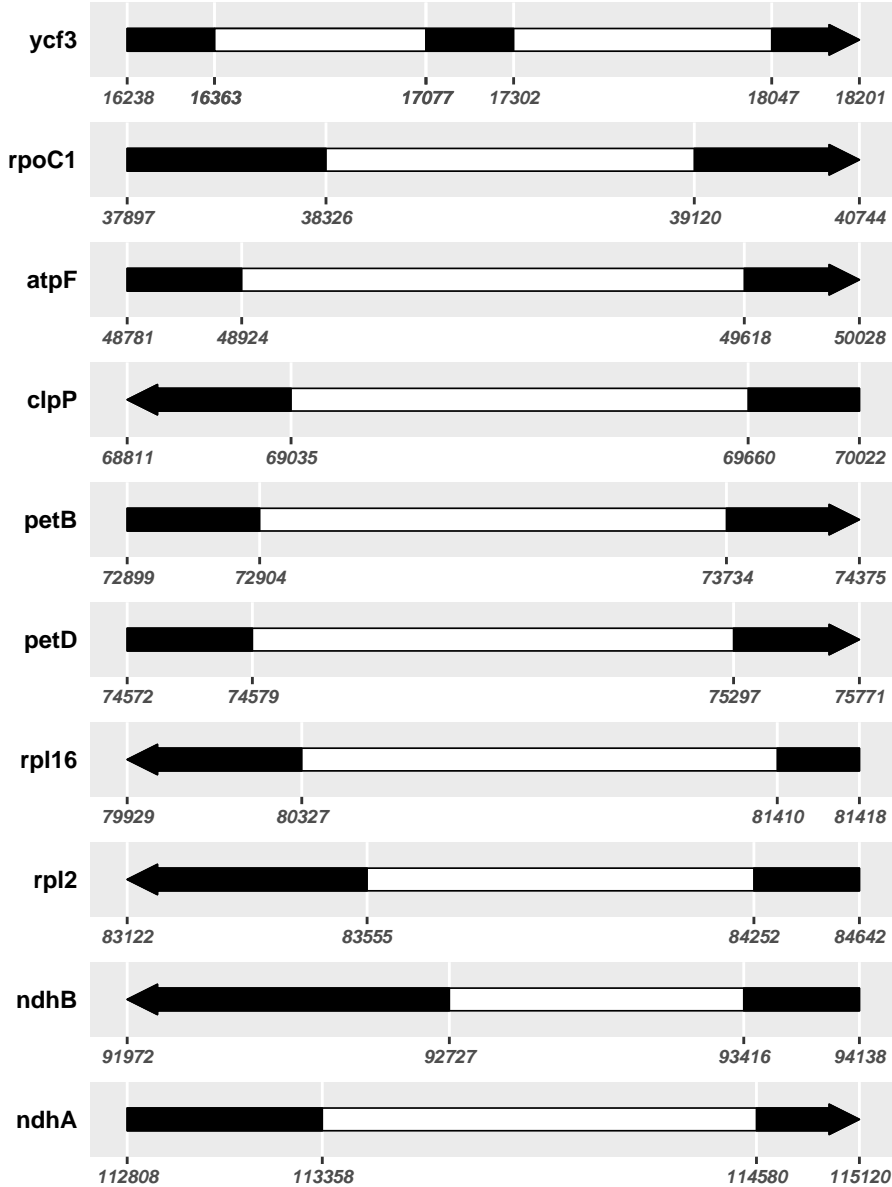 ycf3
16238 16363 17077 17302 18047 18201
rpoC1
37897 38326 39120 40744
atpF
48781 48924 49618 50028
clpP
68811 69035 69660 70022
petB
72899 72904 73734 74375
petD
74572 74579 75297 75771
rpl16
79929 80327 81410 81418
rpl2
83122 83555 84252 84642
ndhB
91972 92727 93416 94138
ndhA
112808 113358 114580 115120